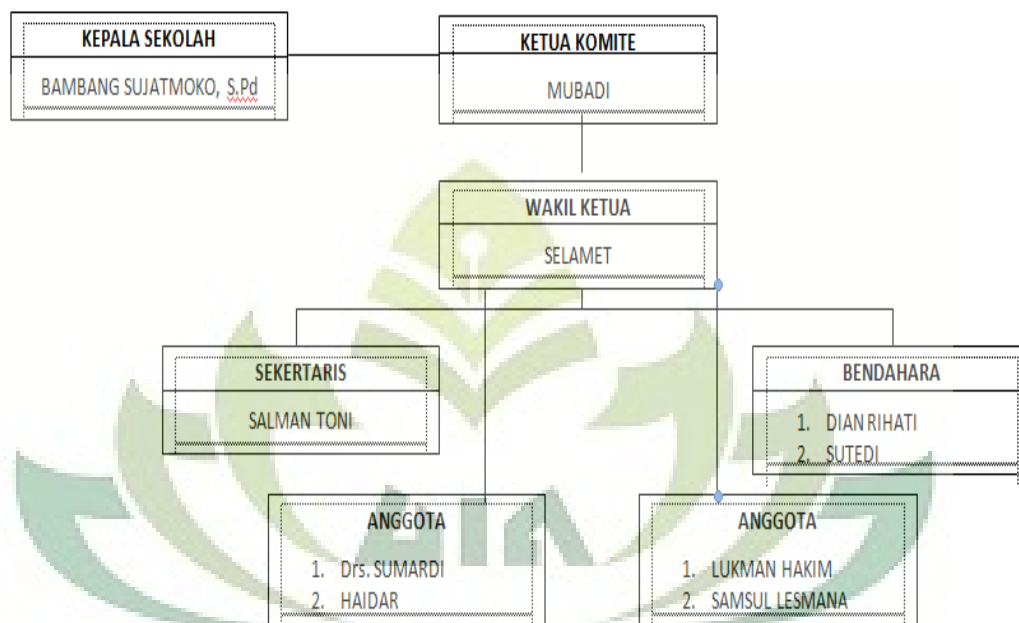 KEPALA SEKOLAH
BAMBANG SUJATMOKO, S.Pd
KETUA KOMITE
MUBADI
WAKIL KETUA
SELAMET
SEKERTARIS
SALMAN TONI
BENDAHARA
1. DIAN RIHATI
2. SUTEDI
ANGGOTA
1. Drs. SUMARDI
2. HAIDAR
ANGGOTA
1. LUKMAN HAKIM
2. SAMSUL LESMANA